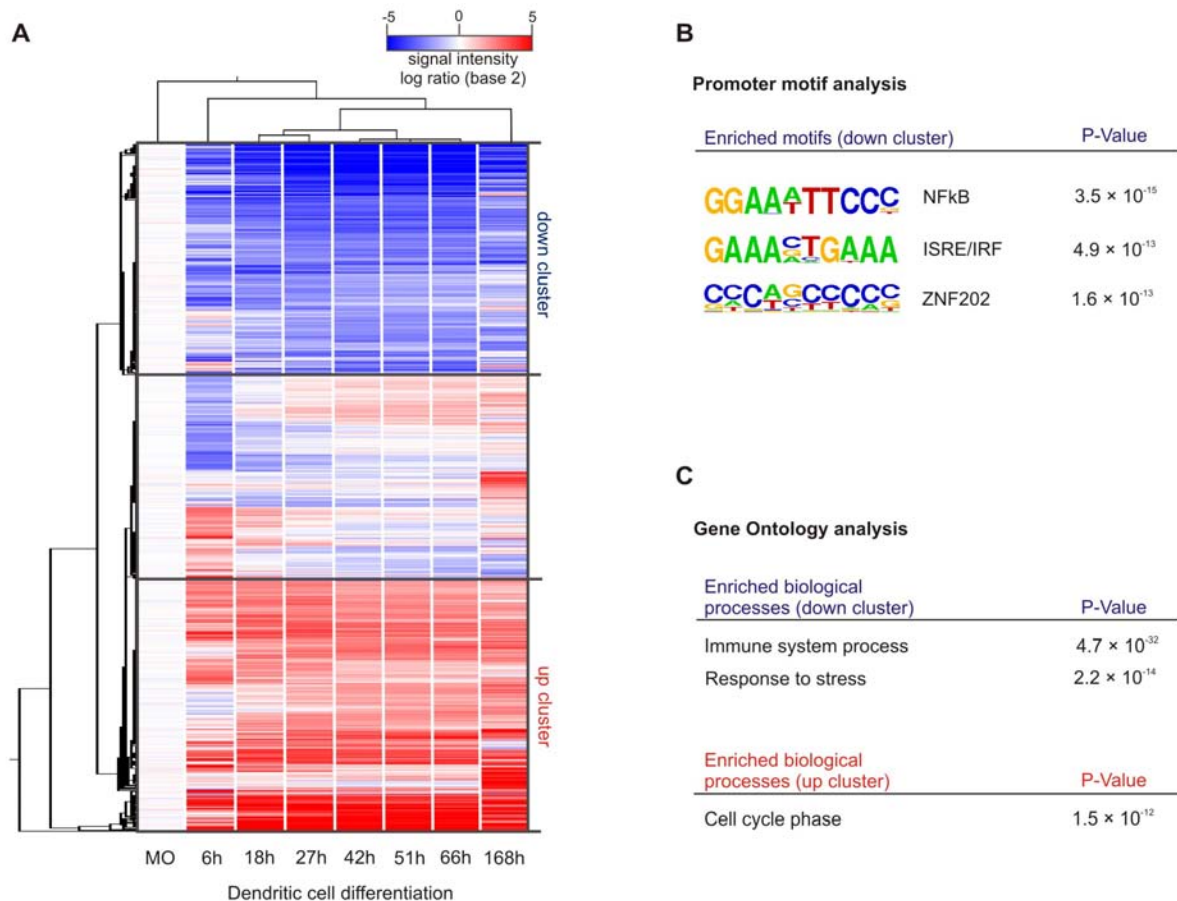 A
-5 0 5
signal intensity
log ratio (base 2)
down cluster
up cluster
MO 6h 18h 27h 42h 51h 66h 168h
Dendritic cell differentiation
B
Promoter motif analysis
Enriched motifs (down cluster) P-Value
GGAAATTCCC NFkB 3.5 × 10-15
GAAACTGAAA ISRE/IRF 4.9 × 10-13
CCCAGCCCCC ZNF202 1.6 × 10-13
C
Gene Ontology analysis
Enriched biological
processes (down cluster) P-Value
Immune system process 4.7 × 10-32
Response to stress 2.2 × 10-14
Enriched biological
processes (up cluster) P-Value
Cell cycle phase 1.5 × 10-12